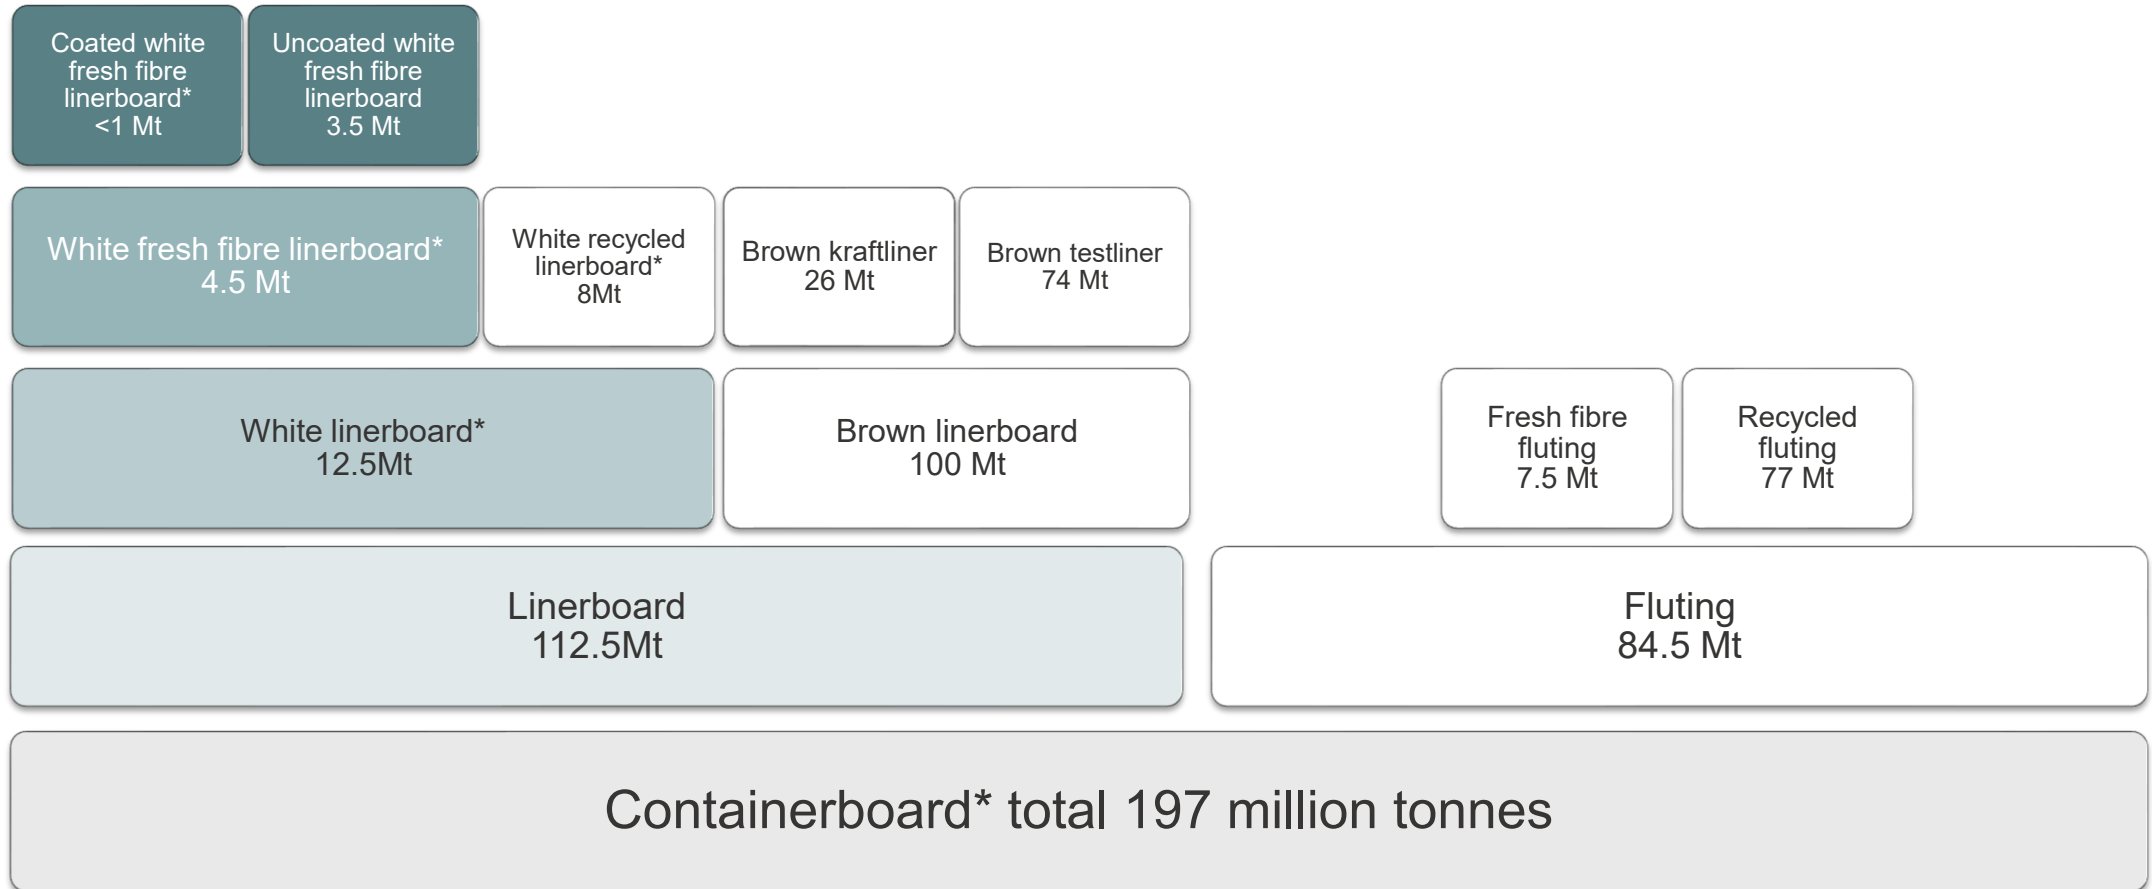 Coated white
fresh fibre
linerboard*
<1 Mt
Uncoated white
fresh fibre
linerboard
3.5 Mt
White fresh fibre linerboard*
4.5 Mt
White recycled
linerboard*
8Mt
Brown kraftliner
26 Mt
Brown testliner
74 Mt
White linerboard*
12.5Mt
Brown linerboard
100 Mt
Fresh fibre
fluting
7.5 Mt
Recycled
fluting
77 Mt
Linerboard
112.5Mt
Fluting
84.5 Mt
Containerboard* total 197 million tonnes